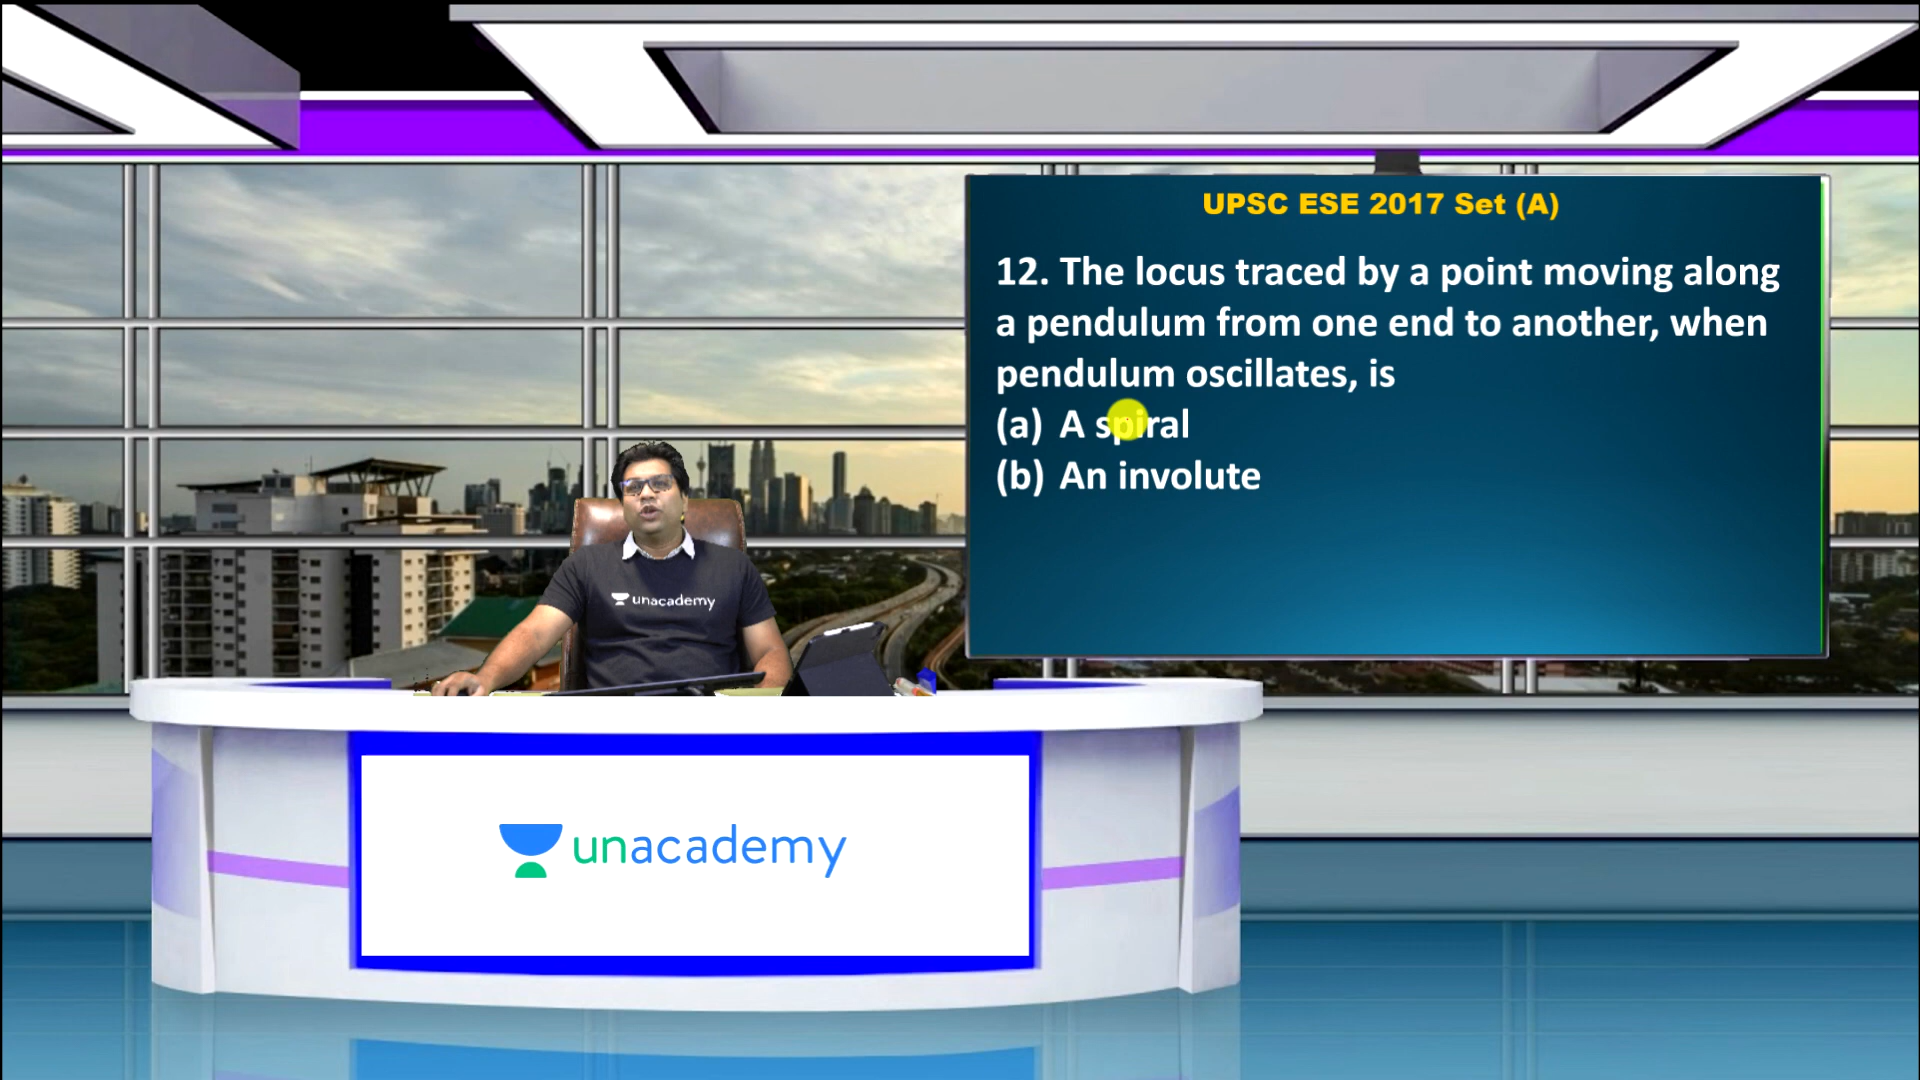 UPSC ESE 2017 Set (A)
12. The locus traced by a point moving along
a pendulum from one end to another, when
pendulum oscillates, is
(a) A spiral
(b) An involute
unacademy
unacademy